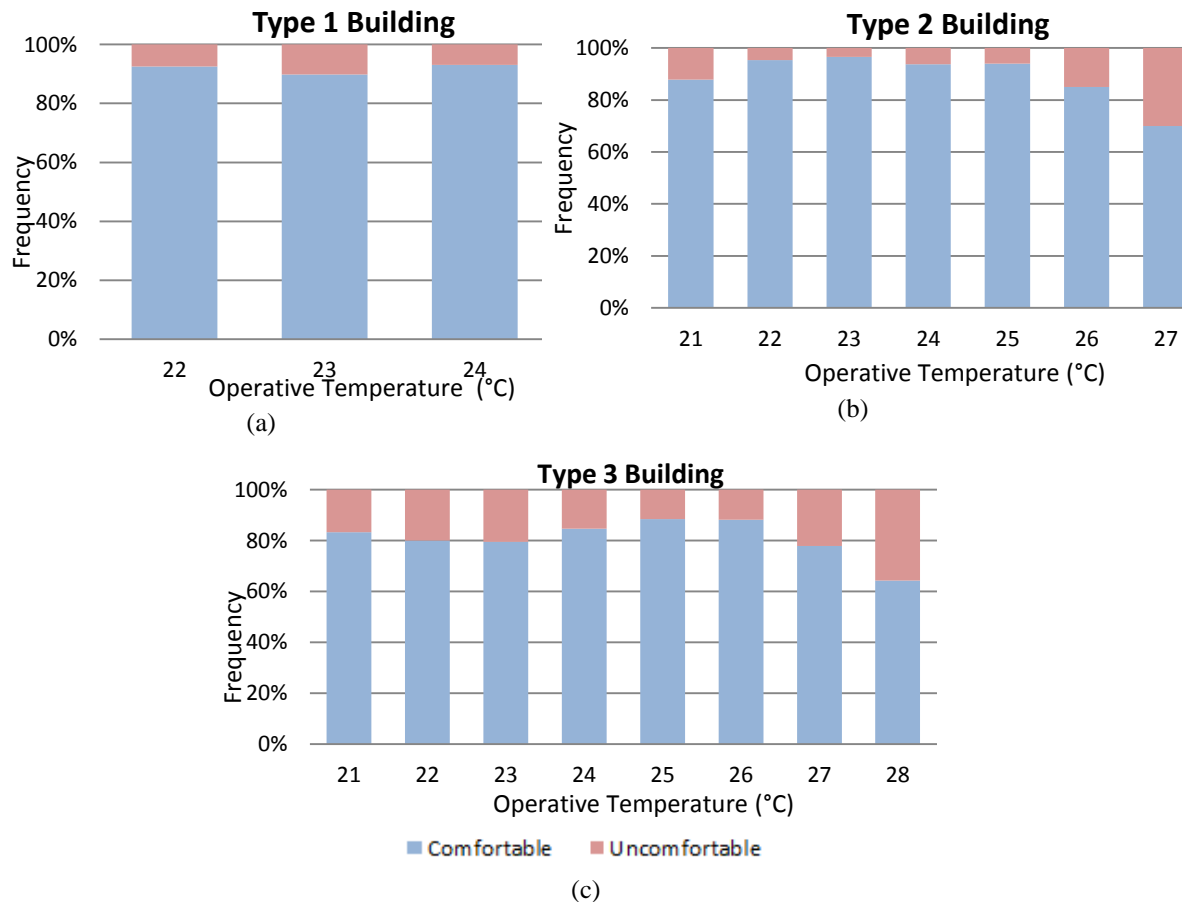 Type 1 Building
100%
80%
60%
40%
20%
0%
Frequency
22 23 24
Operative Temperature (°C)
(a)
Type 2 Building
100%
80%
60%
40%
20%
0%
Frequency
21 22 23 24 25 26 27
Operative Temperature (°C)
(b)
Type 3 Building
100%
80%
60%
40%
20%
0%
Frequency
21 22 23 24 25 26 27 28
Operative Temperature (°C)
Comfortable Uncomfortable
(c)